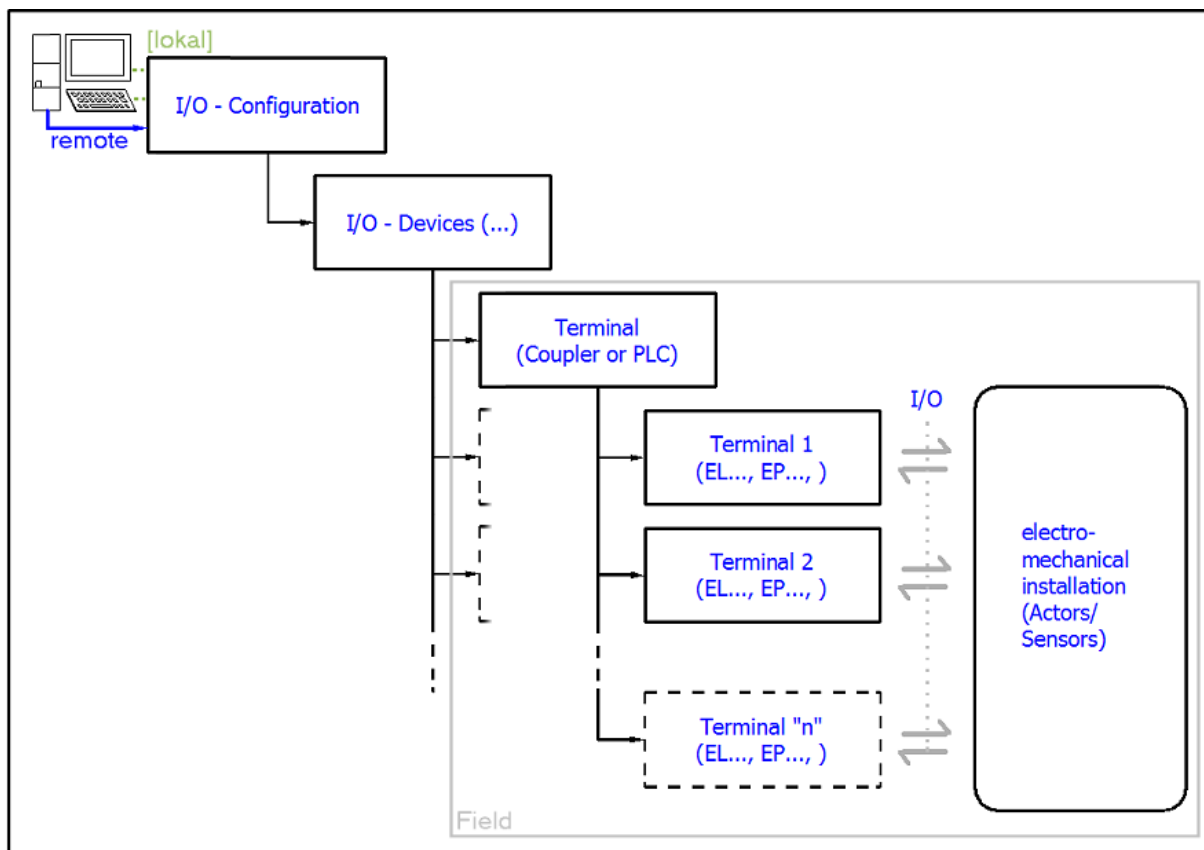 [lokal]
I/O - Configuration
remote
I/O - Devices (...)
Terminal
(Coupler or PLC)
I/O
Terminal 1
(EL..., EP..., )
Terminal 2
(EL..., EP..., )
electro-
mechanical
installation
(Actors/
Sensors)
Terminal "n"
(EL..., EP..., )
Field